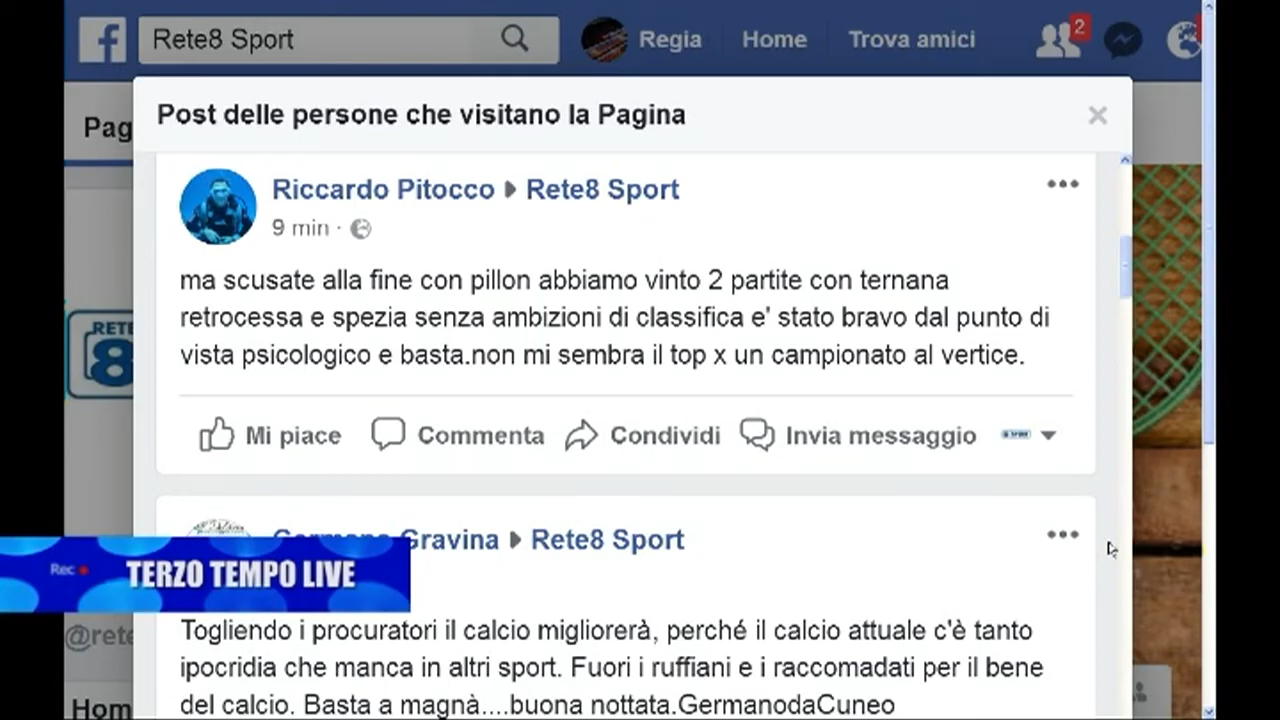 Rete8 Sport
Regia
Home
Trova amici
2
Pag
Post delle persone che visitano la Pagina
Riccardo Pitocco Rete8 Sport
9 min ·
ma scusate alla fine con pillon abbiamo vinto 2 partite con ternana
retrocessa e spezia senza ambizioni di classifica e' stato bravo dal punto di
vista psicologico e basta.non mi sembra il top x un campionato al vertice.
Mi piace
Commenta
Condividi
Invia messaggio
RETE
8
Gravina Rete8 Sport
Rec
TERZO TEMPO LIVE
@rete
Togliendo i procuratori il calcio migliorerà, perché il calcio attuale c'è tanto
ipocridia che manca in altri sport. Fuori i ruffiani e i raccomadati per il bene
del calcio. Basta a magnà....buona nottata.GermanodaCuneo
Hom